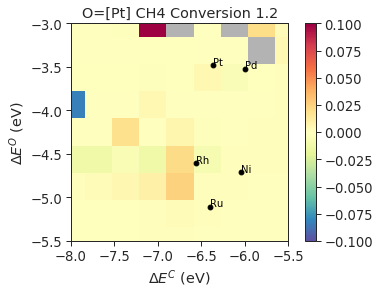 O=[Pt] CH4 Conversion 1.2
ΔE^O (eV)
−3.0
−3.5
−4.0
−4.5
−5.0
−5.5
Pt
Pd
Rh
Ni
Ru
−8.0 −7.5 −7.0 −6.5 −6.0 −5.5
ΔE^C (eV)
0.100
0.075
0.050
0.025
0.000
−0.025
−0.050
−0.075
−0.100